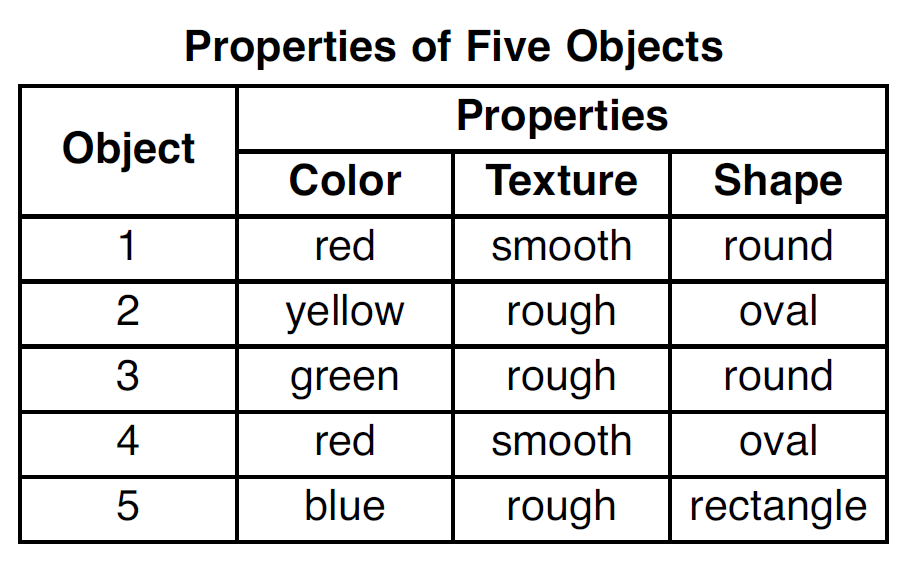 Properties of Five Objects
Object
Properties
Color Texture Shape
1 red smooth round
2 yellow rough oval
3 green rough round
4 red smooth oval
5 blue rough rectangle